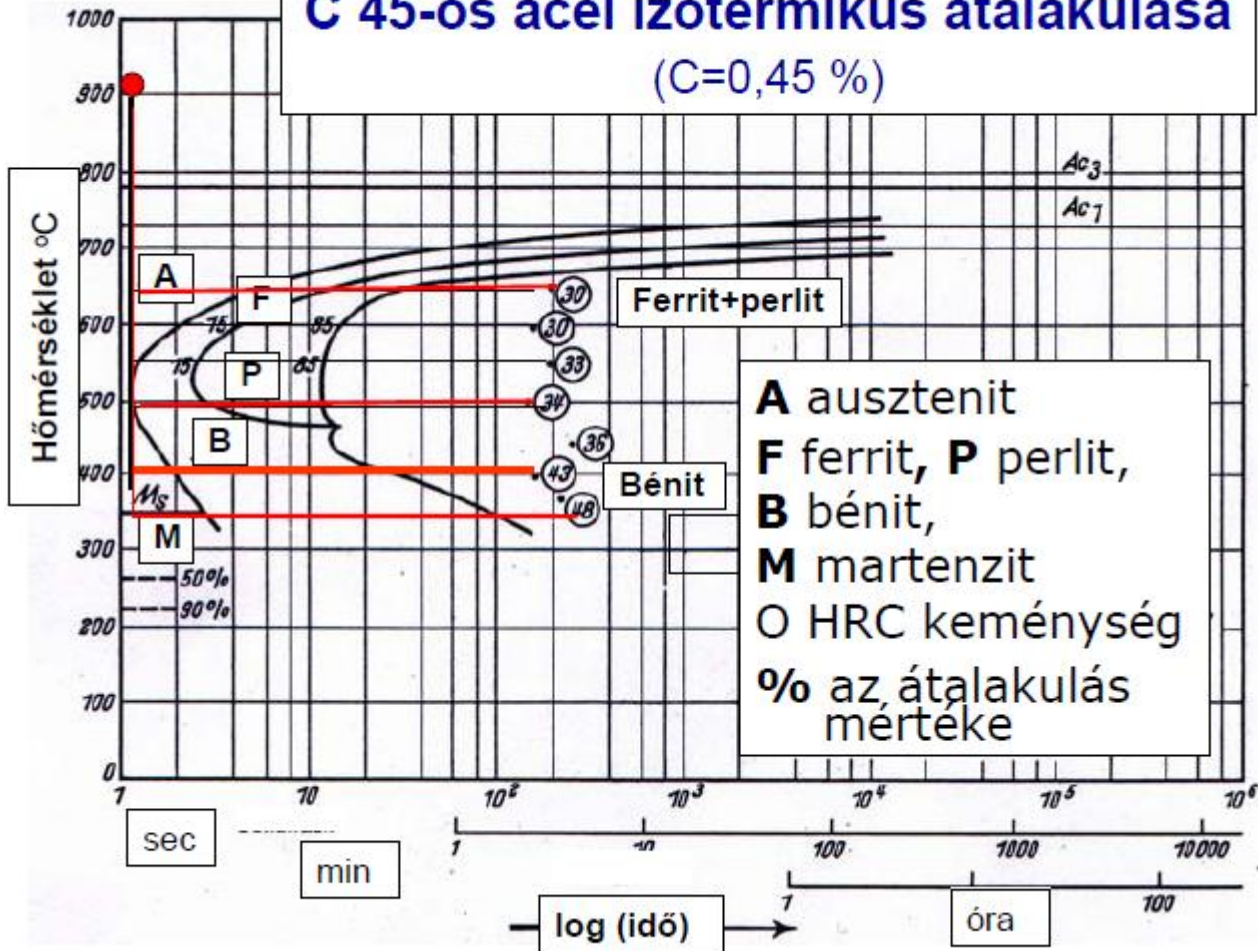 C 45-ös acél izotermikus átalakulása
(C=0,45 %)
Hőmérséklet °C
1000
900
800
700
600
500
400
300
200
100
0
Ac3
Ac1
A
F
P
B
M
Ms
50%
90%
75
85
15
85
30
30
33
34
36
43
48
Ferrit+perlit
Bénit
A ausztenit
F ferrit, P perlit,
B bénit,
M martenzit
O HRC keménység
% az átalakulás
mértéke
1 10 10² 10³ 10⁴ 10⁵ 10⁶
sec
1 10 100 1000 10000
min
1 100
óra
log (idő)